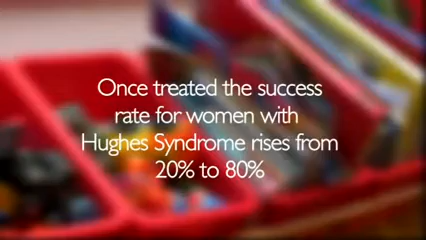 Once treated the success
rate for women with
Hughes Syndrome rises from
20% to 80%